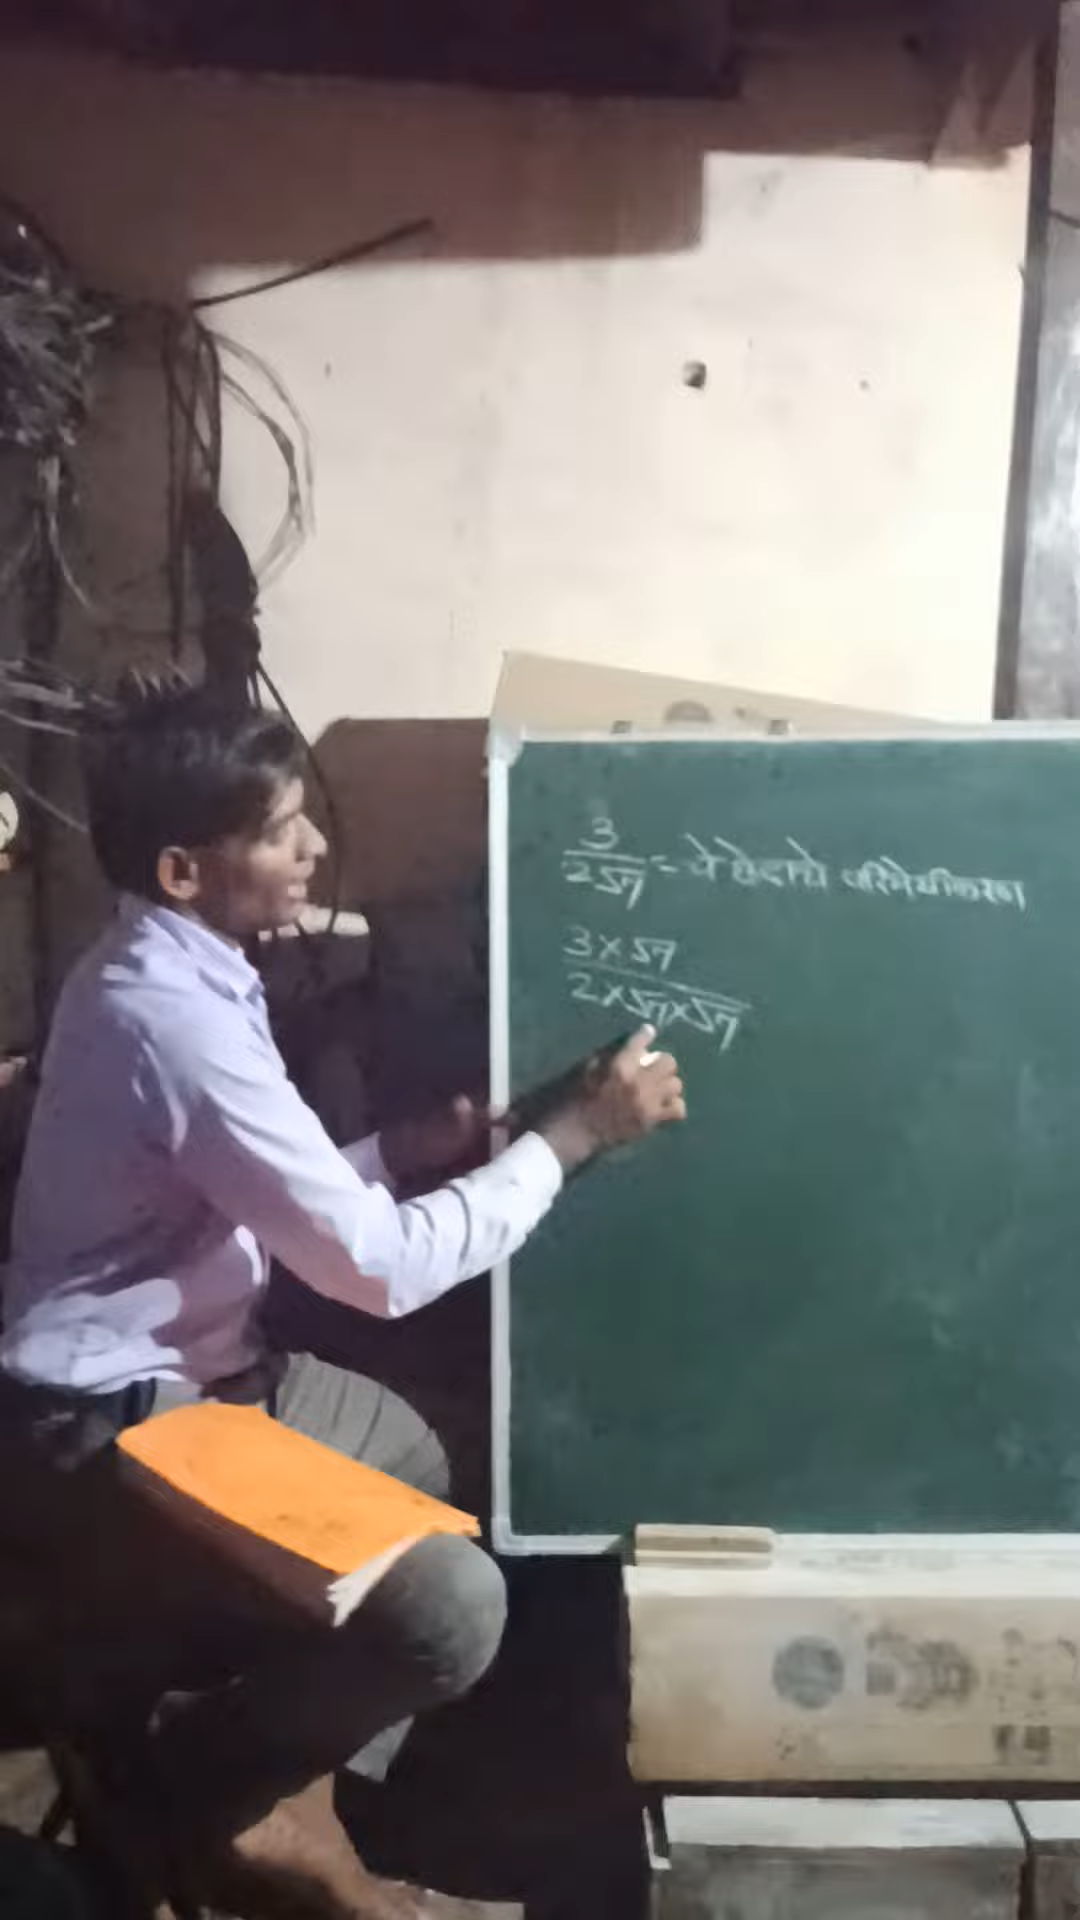 3
2√7 = चे छेदाचे परिमेयीकरण
3 × √7
2 × √7 × √7